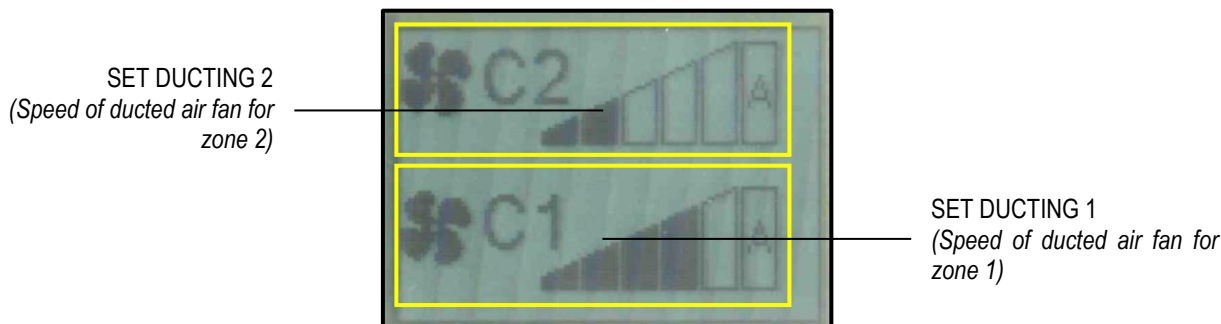 SET DUCTING 2
(Speed of ducted air fan for
zone 2)
C2
A
C1
A
SET DUCTING 1
(Speed of ducted air fan for
zone 1)